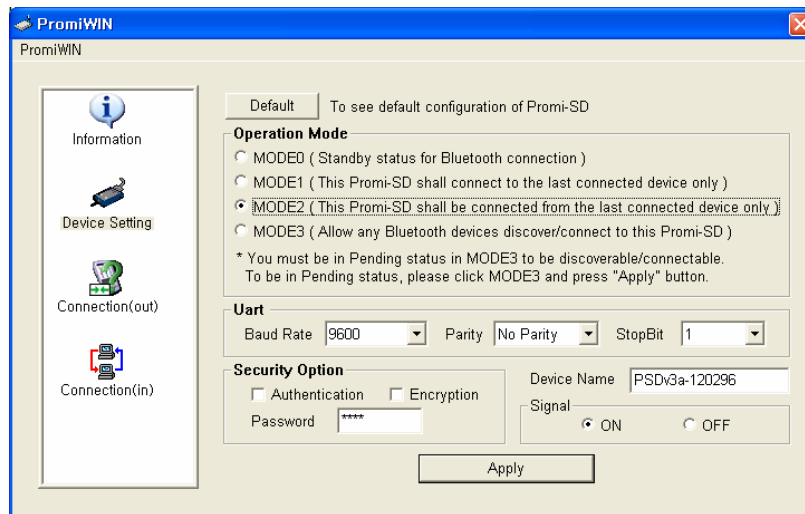 PromiWIN
PromiWIN
Information
Device Setting
Connection(out)
Connection(in)
Default To see default configuration of Promi-SD
Operation Mode
MODE0 ( Standby status for Bluetooth connection )
MODE1 ( This Promi-SD shall connect to the last connected device only )
MODE2 ( This Promi-SD shall be connected from the last connected device only )
MODE3 ( Allow any Bluetooth devices discover/connect to this Promi-SD )
* You must be in Pending status in MODE3 to be discoverable/connectable.
To be in Pending status, please click MODE3 and press "Apply" button.
Uart
Baud Rate 9600 Parity No Parity StopBit 1
Security Option
Authentication Encryption
Password ****
Device Name PSDv3a-120296
Signal
ON OFF
Apply